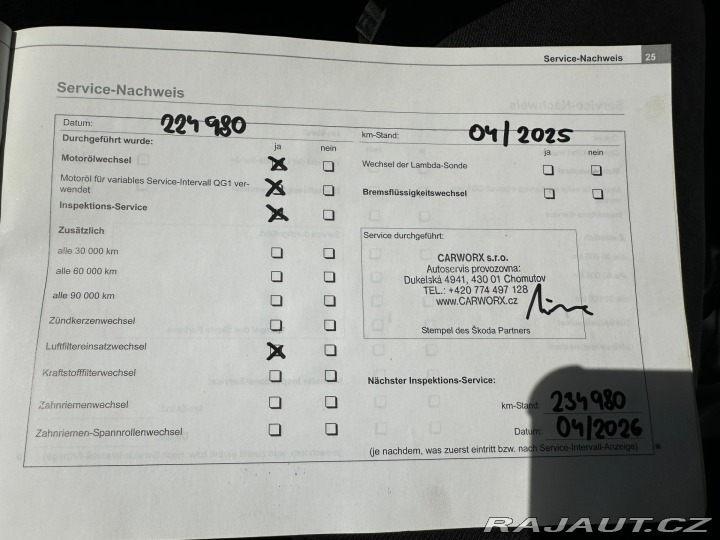 Service-Nachweis 25
Service-Nachweis
Datum: 224 980
km-Stand: 04/2025
Durchgeführt wurde: ja nein
ja nein
Motorölwechsel
Wechsel der Lambda-Sonde
Motoröl für variables Service-Intervall QG1 ver-
wendet
Bremsflüssigkeitswechsel
Inspektions-Service
Zusätzlich
alle 30 000 km
alle 60 000 km
alle 90 000 km
Zündkerzenwechsel
Luftfiltereinsatzwechsel
Kraftstofffilterwechsel
Zahnriemenwechsel
Zahnriemen-Spannrollenwechsel
Service durchgeführt:
CARWORX s.r.o.
Autoservis provozovna:
Dukelská 4941, 430 01 Chomutov
TEL.: +420 774 497 128
www.CARWORX.cz
Stempel des Škoda Partners
Nächster Inspektions-Service:
km-Stand: 234980
Datum: 04/2026
(je nachdem, was zuerst eintritt bzw. nach Service-Intervall-Anzeige)
RAJAUT.CZ